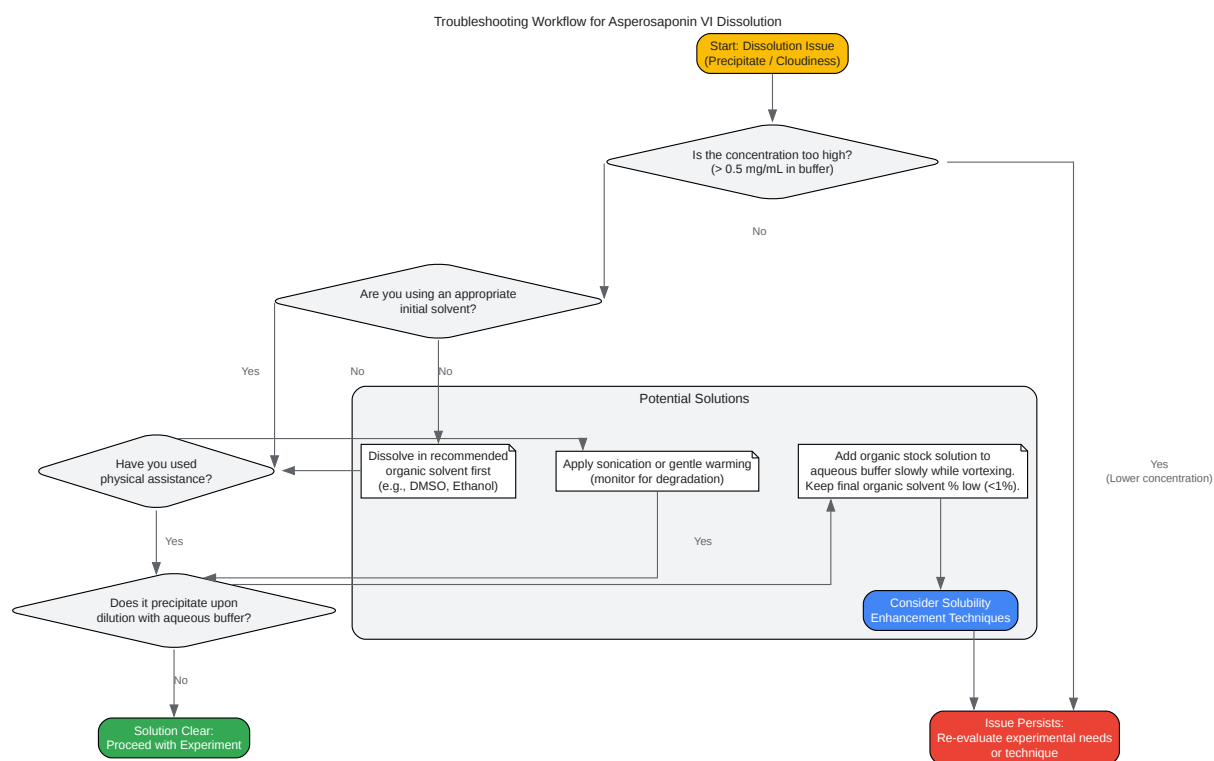 Troubleshooting Workflow for Asperosaponin VI Dissolution
Start: Dissolution Issue
(Precipitate / Cloudiness)
Is the concentration too high?
(> 0.5 mg/mL in buffer)
No
Are you using an appropriate
initial solvent?
Yes
No
No
Potential Solutions
Have you used
physical assistance?
Dissolve in recommended
organic solvent first
(e.g., DMSO, Ethanol)
Apply sonication or gentle warming
(monitor for degradation)
Add organic stock solution to
aqueous buffer slowly while vortexing.
Keep final organic solvent % low (<1%).
Yes
(Lower concentration)
Yes
Yes
Does it precipitate upon
dilution with aqueous buffer?
Consider Solubility
Enhancement Techniques
No
Solution Clear:
Proceed with Experiment
Issue Persists:
Re-evaluate experimental needs
or technique